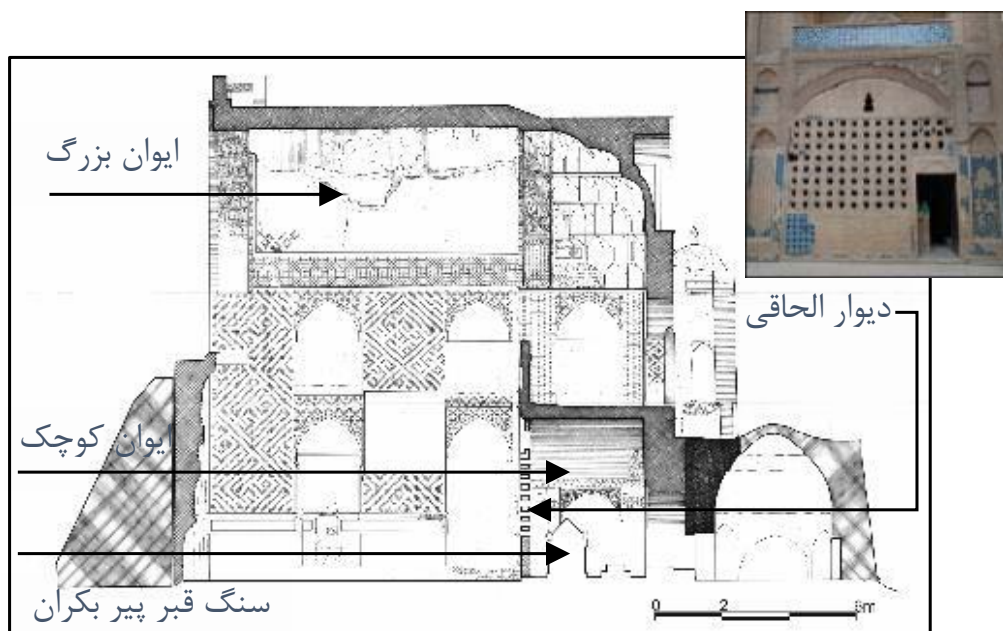 ایوان بزرگ
دیوار الحاقی
ایوان کوچک
سنگ قبر پیر بکران
0 2 6m